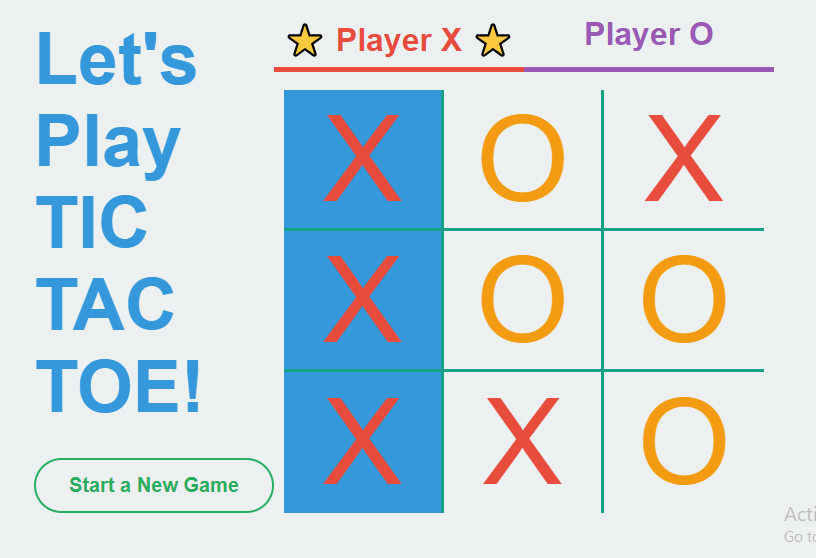 Let's
Play
TIC
TAC
TOE!
Start a New Game
Player X
Player O
X O X
X O O
X X O